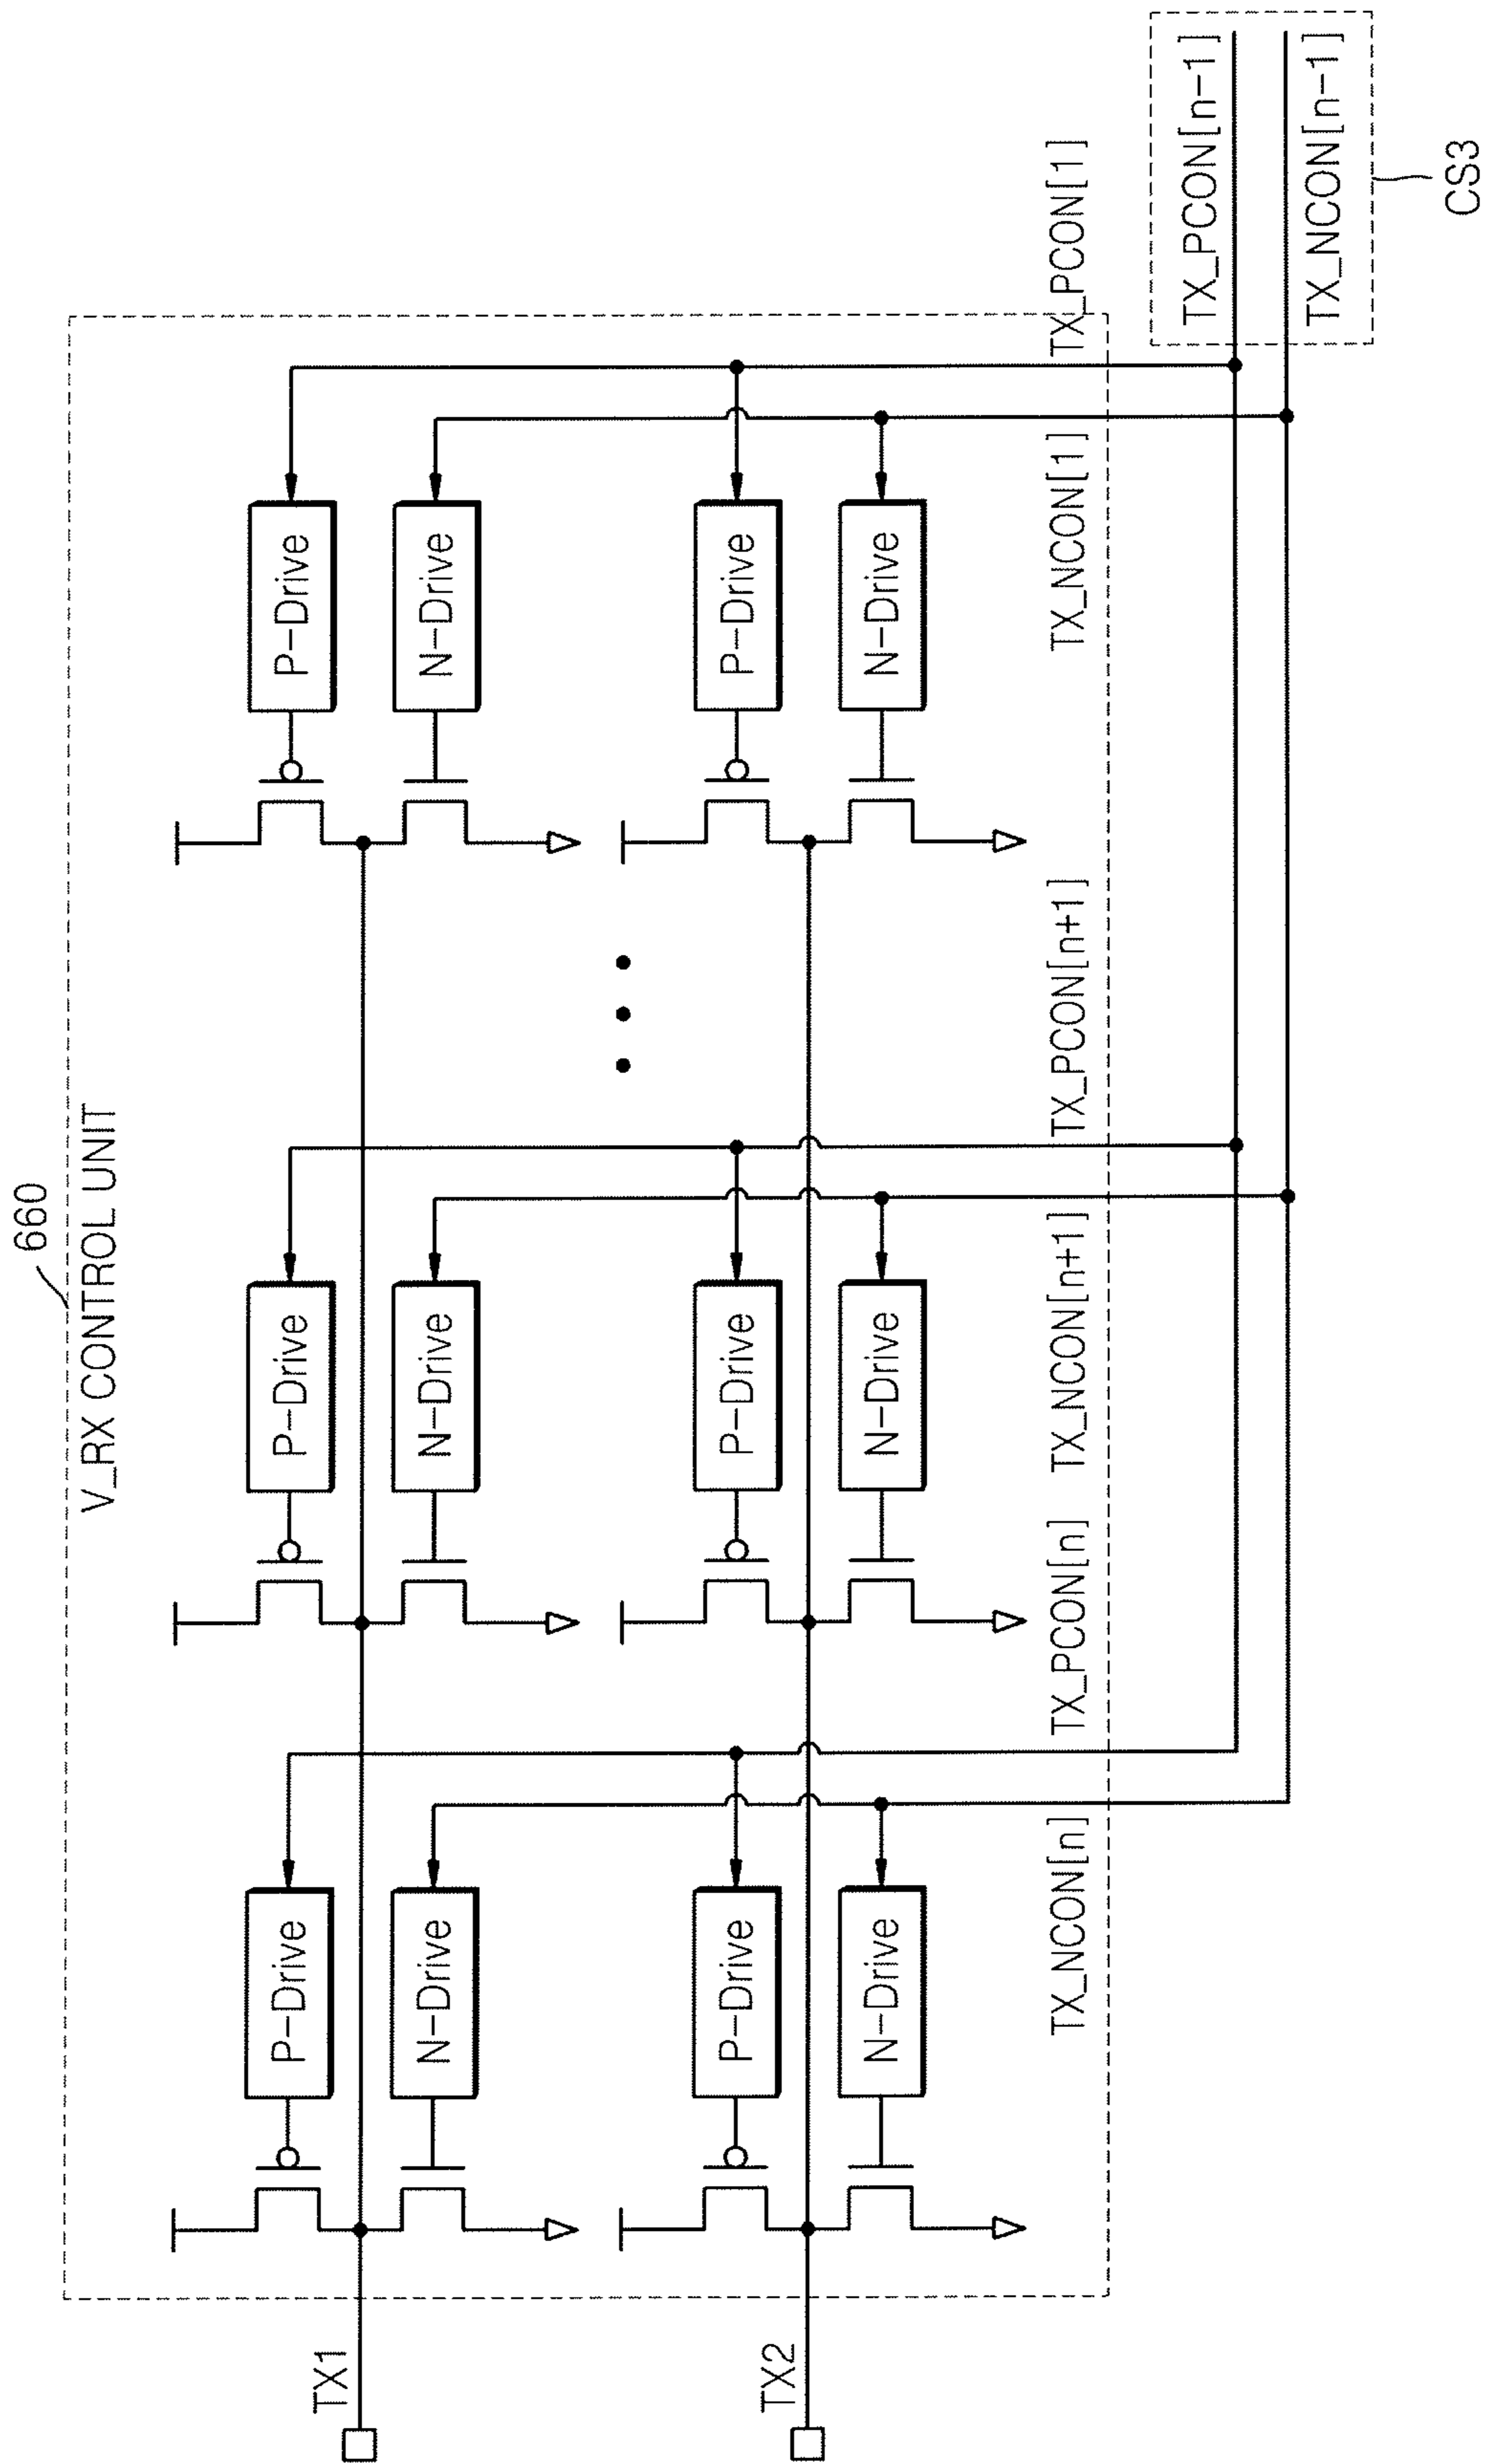 660
V_RX CONTROL UNIT
TX1
P-Drive
P-Drive
P-Drive
N-Drive
N-Drive
N-Drive
TX2
P-Drive
P-Drive
P-Drive
N-Drive
N-Drive
N-Drive
TX_NCON[n]
TX_PCON[n]
TX_NCON[n+1]
TX_PCON[n+1]
TX_NCON[1]
TX_PCON[1]
TX_PCON[n-1]
TX_NCON[n-1]
CS3